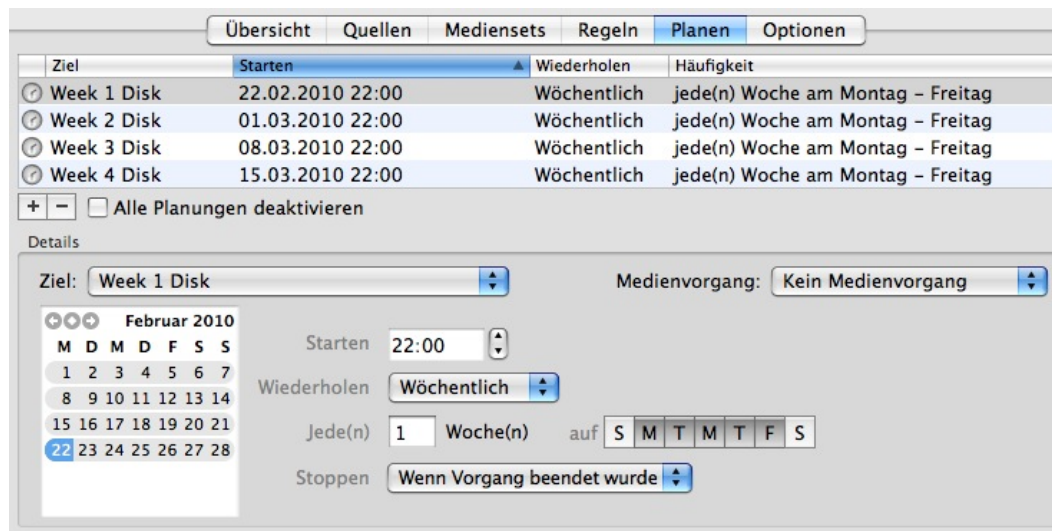 Übersicht Quellen Mediensets Regeln Planen Optionen
Ziel Starten Wiederholen Häufigkeit
Week 1 Disk 22.02.2010 22:00 Wöchentlich jede(n) Woche am Montag – Freitag
Week 2 Disk 01.03.2010 22:00 Wöchentlich jede(n) Woche am Montag – Freitag
Week 3 Disk 08.03.2010 22:00 Wöchentlich jede(n) Woche am Montag – Freitag
Week 4 Disk 15.03.2010 22:00 Wöchentlich jede(n) Woche am Montag – Freitag
+ − Alle Planungen deaktivieren
Details
Ziel: Week 1 Disk Medienvorgang: Kein Medienvorgang
Februar 2010
M D M D F S S
1 2 3 4 5 6 7
8 9 10 11 12 13 14
15 16 17 18 19 20 21
22 23 24 25 26 27 28
Starten 22:00
Wiederholen Wöchentlich
Jede(n) 1 Woche(n) auf S M T M T F S
Stoppen Wenn Vorgang beendet wurde